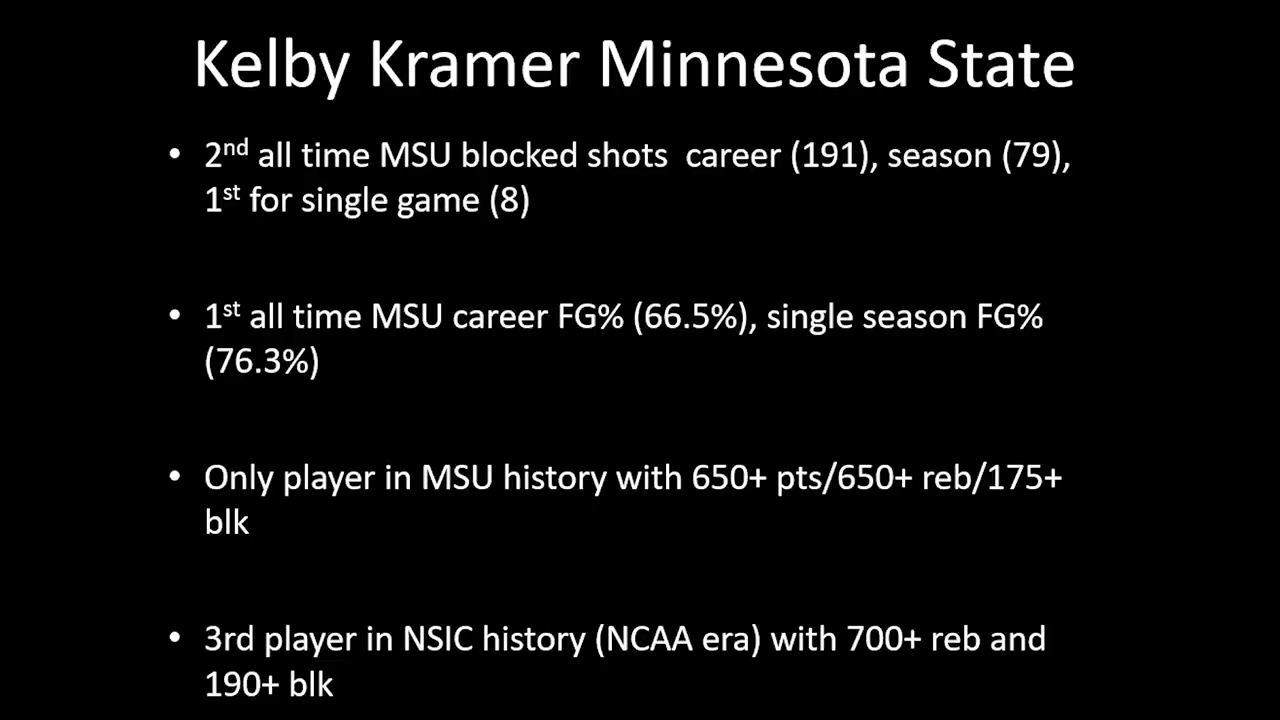 Kelby Kramer Minnesota State
• 2nd all time MSU blocked shots  career (191), season (79),
1st for single game (8)
• 1st all time MSU career FG% (66.5%), single season FG%
(76.3%)
• Only player in MSU history with 650+ pts/650+ reb/175+
blk
• 3rd player in NSIC history (NCAA era) with 700+ reb and
190+ blk